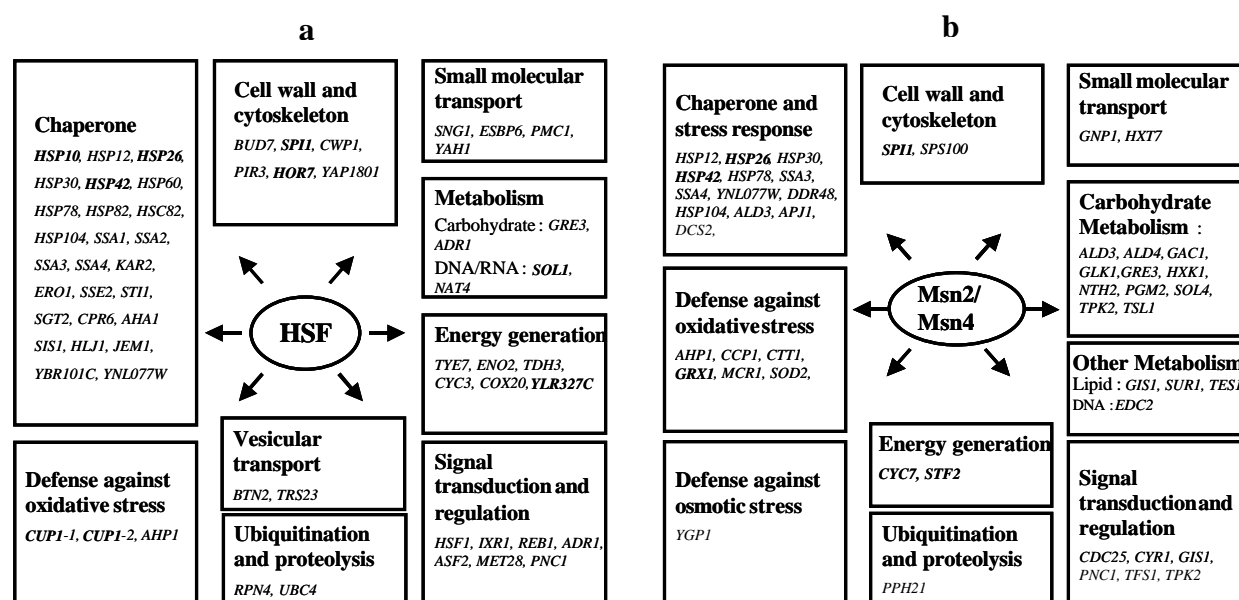 a
Chaperone
HSP10, HSP12, HSP26,
HSP30, HSP42, HSP60,
HSP78, HSP82, HSC82,
HSP104, SSA1, SSA2,
SSA3, SSA4, KAR2,
ERO1, SSE2, STI1,
SGT2, CPR6, AHA1
SIS1, HLJ1, JEM1,
YBR101C, YNL077W
Defense against
oxidative stress
CUP1-1, CUP1-2, AHP1
Cell wall and
cytoskeleton
BUD7, SPI1, CWP1,
PIR3, HOR7, YAP1801
HSF
Vesicular
transport
BTN2, TRS23
Ubiquitination
and proteolysis
RPN4, UBC4
Small molecular
transport
SNG1, ESBP6, PMC1,
YAH1
Metabolism
Carbohydrate : GRE3,
ADR1
DNA/RNA : SOL1,
NAT4
Energy generation
TYE7, ENO2, TDH3,
CYC3, COX20, YLR327C
Signal
transduction and
regulation
HSF1, IXR1, REB1, ADR1,
ASF2, MET28, PNC1
b
Chaperone and
stress response
HSP12, HSP26, HSP30,
HSP42, HSP78, SSA3,
SSA4, YNL077W, DDR48,
HSP104, ALD3, APJ1,
DCS2,
Defense against
oxidative stress
AHP1, CCP1, CTT1,
GRX1, MCR1, SOD2,
Defense against
osmotic stress
YGP1
Cell wall and
cytoskeleton
SPI1, SPS100
Msn2/
Msn4
Energy generation
CYC7, STF2
Ubiquitination
and proteolysis
PPH21
Small molecular
transport
GNP1, HXT7
Carbohydrate
Metabolism :
ALD3, ALD4, GAC1,
GLK1,GRE3, HXK1,
NTH2, PGM2, SOL4,
TPK2, TSL1
Other Metabolism
Lipid : GIS1, SUR1, TES1
DNA :EDC2
Signal
transduction and
regulation
CDC25, CYR1, GIS1,
PNC1, TFS1, TPK2